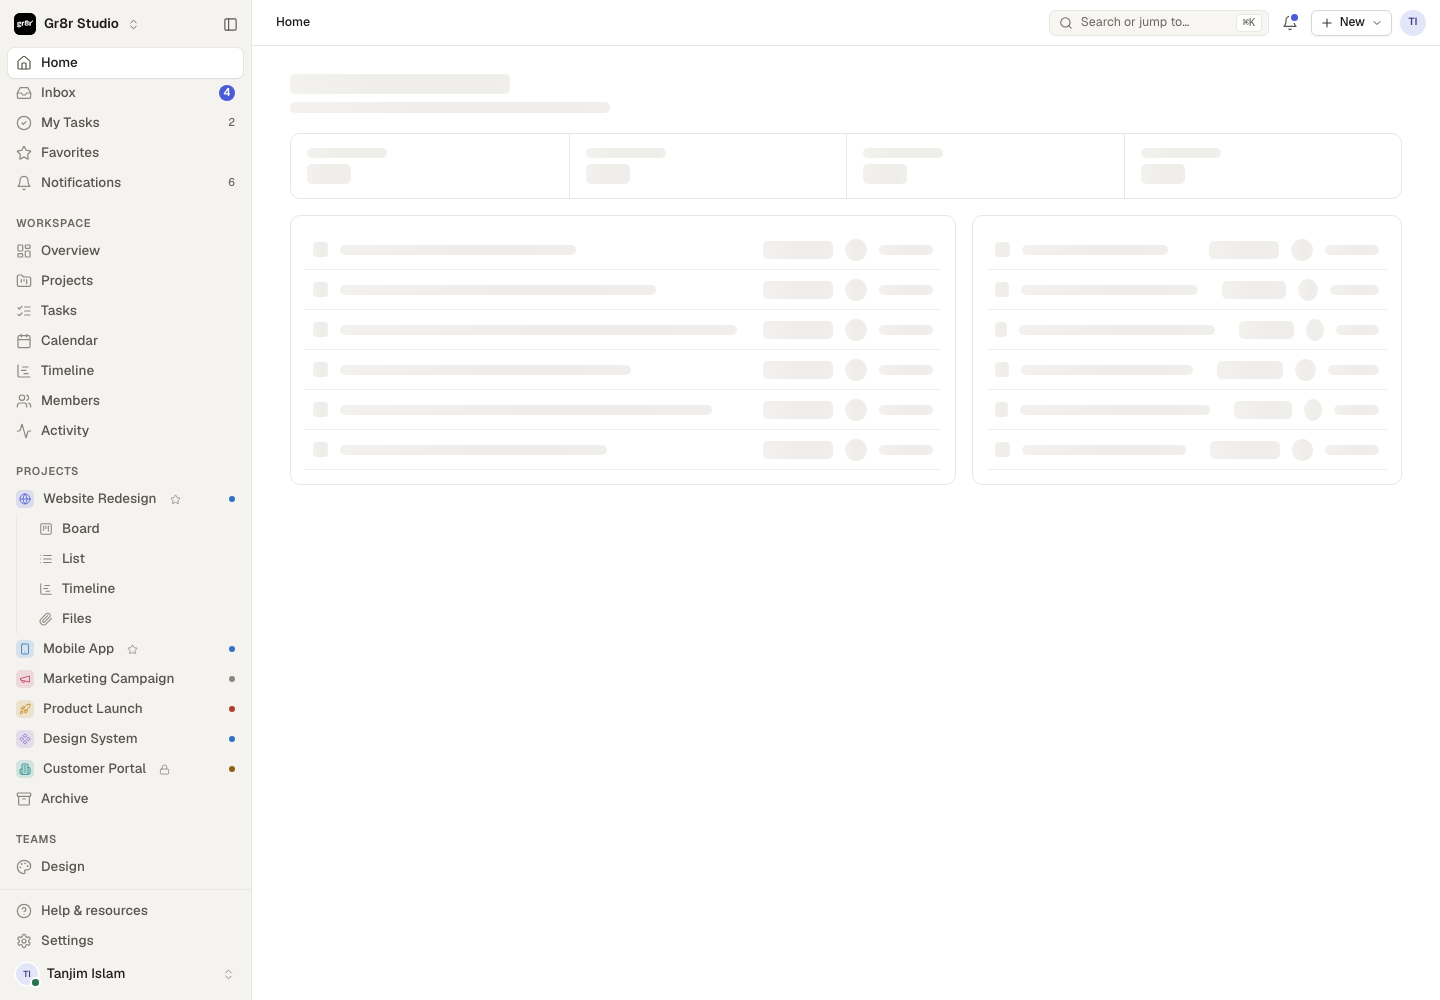 gr8r
Gr8r Studio
Home
Inbox 4
My Tasks 2
Favorites
Notifications 6
WORKSPACE
Overview
Projects
Tasks
Calendar
Timeline
Members
Activity
PROJECTS
Website Redesign
Board
List
Timeline
Files
Mobile App
Marketing Campaign
Product Launch
Design System
Customer Portal
Archive
TEAMS
Design
Help & resources
Settings
TI Tanjim Islam
Home
Search or jump to... ⌘K
New
TI